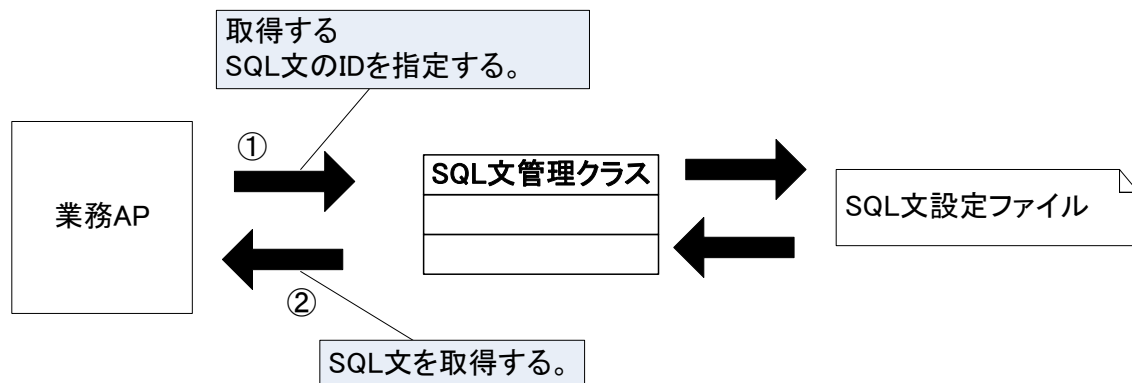 取得する
SQL文のIDを指定する。
①
SQL文管理クラス
業務AP
SQL文設定ファイル
②
SQL文を取得する。